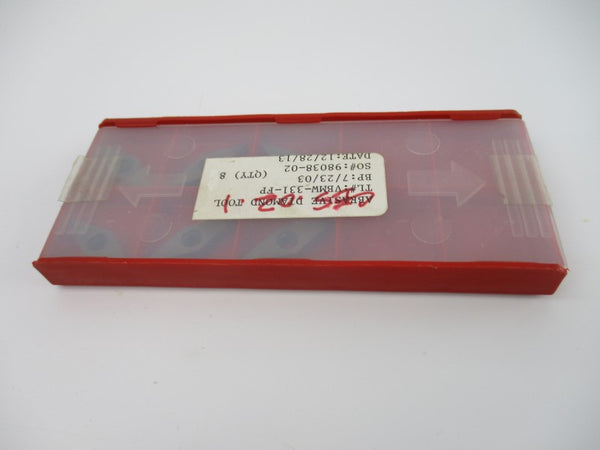 ABRASIVE DIAMOND TOOL
TL#:VBMW-331-FP
BP:7/23/03 (QTY) 8
SO#:98038-02
DATE:12/28/13